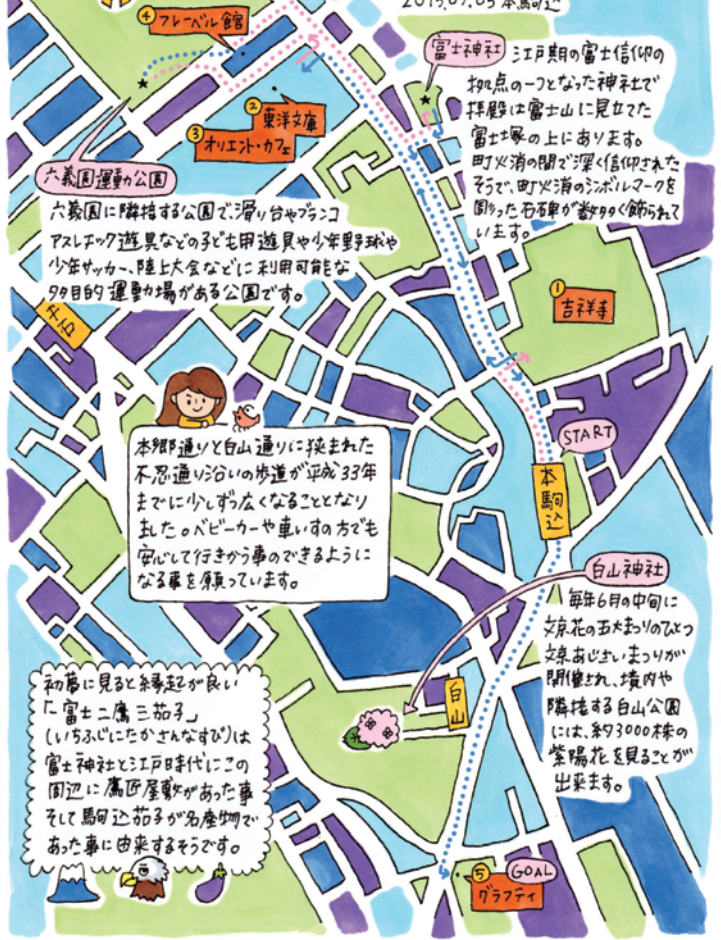 2015.07.05 本駒込
④フレーベル館
富士神社
江戸期の富士信仰の
拠点の一つとなった神社で
拝殿は富士山に見立てた
富士塚の上にあります。
町火消の間で深く信仰された
そうで、町火消のシンボルマークを
彫った石碑が数多く飾られて
います。
②東洋文庫
③オリエント・カフェ
六義園運動公園
六義園に隣接する公園で、滑り台やブランコ
アスレチック遊具などの子ども用遊具や少年野球や
少年サッカー、陸上大会などに利用可能な
多目的運動場がある公園です。
①吉祥寺
千石
START
本駒込
本郷通りと白山通りに挟まれた
不忍通り沿いの歩道が平成33年
までに少しずつ広くなることとなり
ました。ベビーカーや車いすの方でも
安心して行きかう事のできるように
なる事を願っています。
白山神社
毎年6月の中旬に
文京花の五大まつりのひとつ
文京あじさいまつりが
開催され、境内や
隣接する白山公園
には、約3000株の
紫陽花を見ることが
出来ます。
白山
初夢に見ると縁起が良い
「一富士二鷹三茄子」
(いちふじにたかさんなすび)は
富士神社と江戸時代にこの
周辺に鷹匠屋敷があった事
そして駒込茄子が名産物で
あった事に由来するそうです。
⑤GOAL
グラフティ